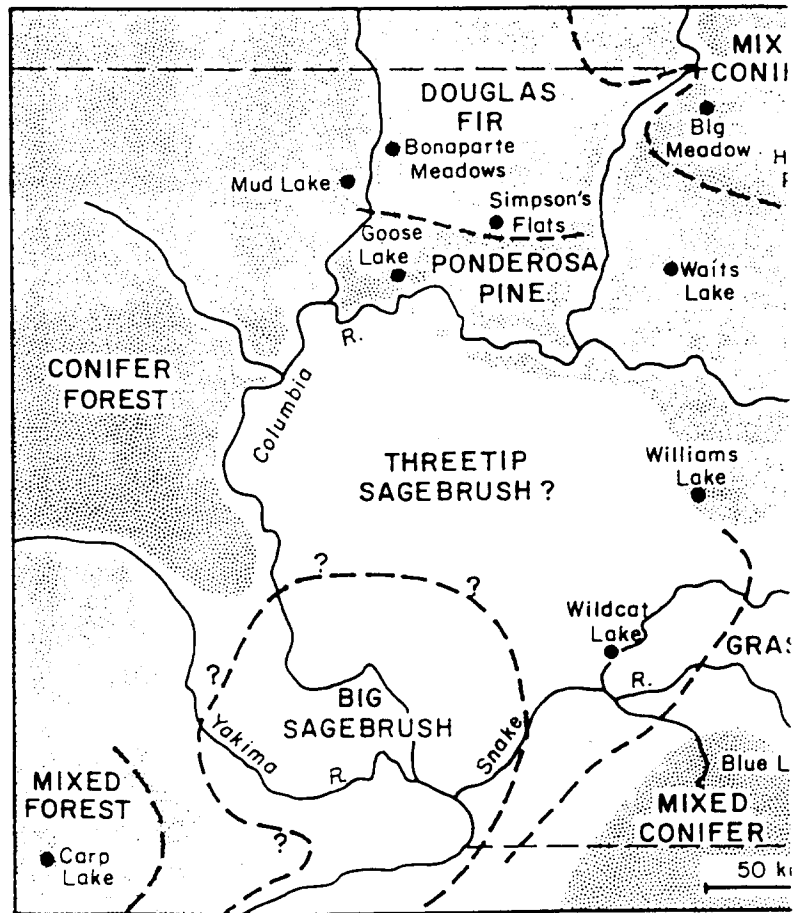 MIX
CONI
DOUGLAS
FIR
Big
Meadow
Bonaparte
Meadows
H
Mud Lake
Simpson's
Flats
Goose
Lake
PONDEROSA
PINE
Waits
Lake
R.
CONIFER
FOREST
Columbia
THREETIP
SAGEBRUSH ?
Williams
Lake
?
?
Wildcat
Lake
GRAS
?
R.
BIG
SAGEBRUSH
Yakima
Snake
R.
Blue L
MIXED
FOREST
MIXED
CONIFER
?
Carp
Lake
50 k